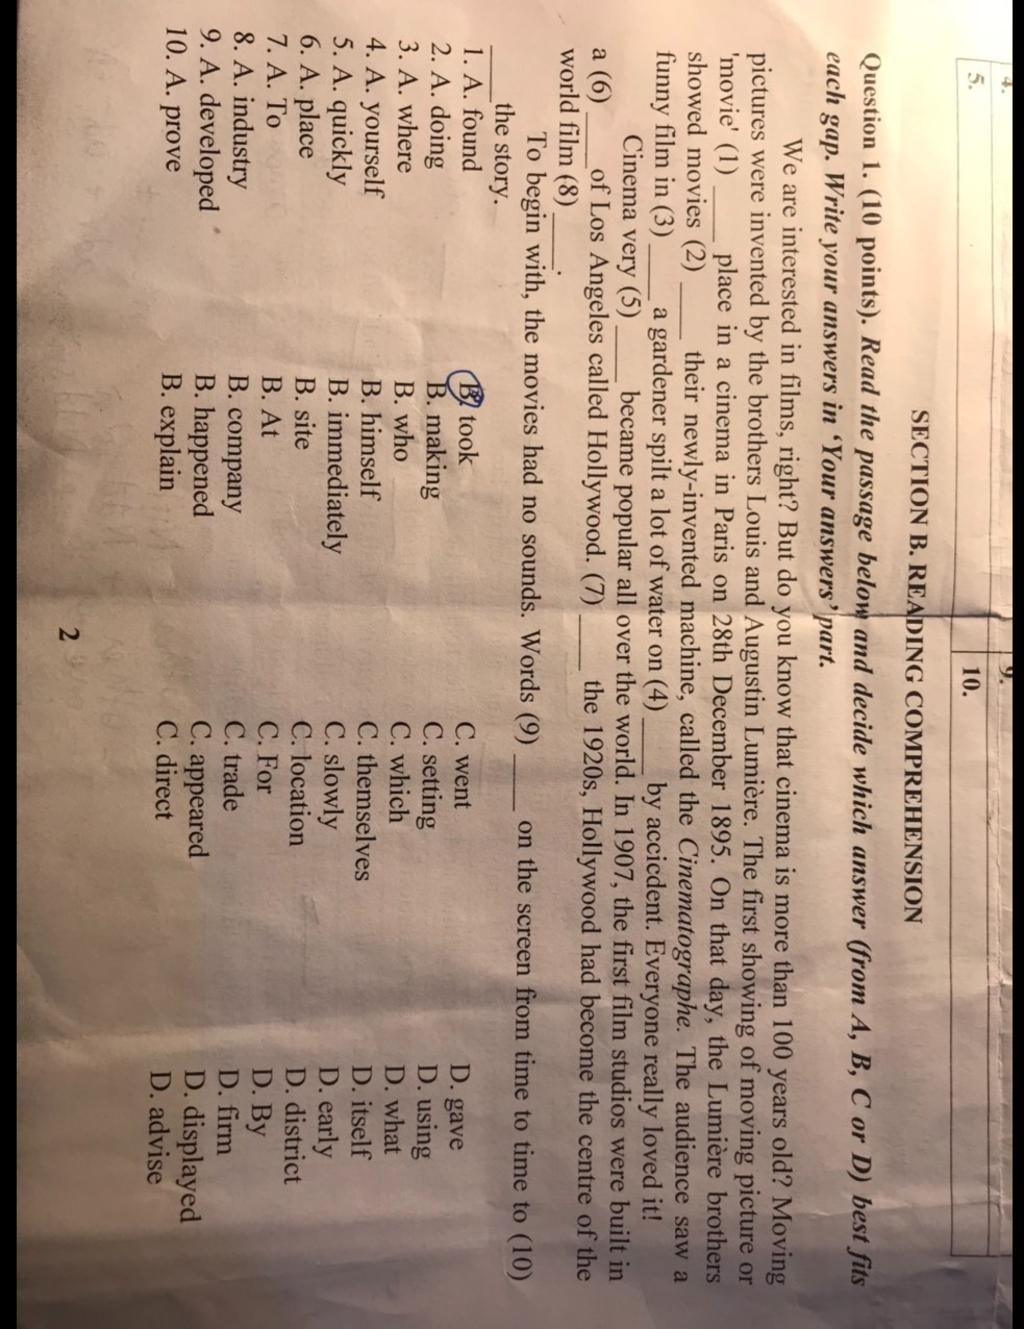 4.
9.
5.
10.
SECTION B. READING COMPREHENSION
Question 1. (10 points). Read the passage below and decide which answer (from A, B, C or D) best fits
each gap. Write your answers in ‘Your answers’ part.
We are interested in films, right? But do you know that cinema is more than 100 years old? Moving
pictures were invented by the brothers Louis and Augustin Lumière. The first showing of moving picture or
'movie' (1) ____ place in a cinema in Paris on 28th December 1895. On that day, the Lumière brothers
showed movies (2) ____ their newly-invented machine, called the Cinematographe. The audience saw a
funny film in (3) ____ a gardener spilt a lot of water on (4) ____ by accicdent. Everyone really loved it!
Cinema very (5) ____ became popular all over the world. In 1907, the first film studios were built in
a (6) ____ of Los Angeles called Hollywood. (7) ____ the 1920s, Hollywood had become the centre of the
world film (8) ____.
To begin with, the movies had no sounds. Words (9) ____ on the screen from time to time to (10)
____ the story.
1. A. found B. took C. went D. gave
2. A. doing B. making C. setting D. using
3. A. where B. who C. which D. what
4. A. yourself B. himself C. themselves D. itself
5. A. quickly B. immediately C. slowly D. early
6. A. place B. site C. location D. district
7. A. To B. At C. For D. By
8. A. industry B. company C. trade D. firm
9. A. developed B. happened C. appeared D. displayed
10. A. prove B. explain C. direct D. advise
2